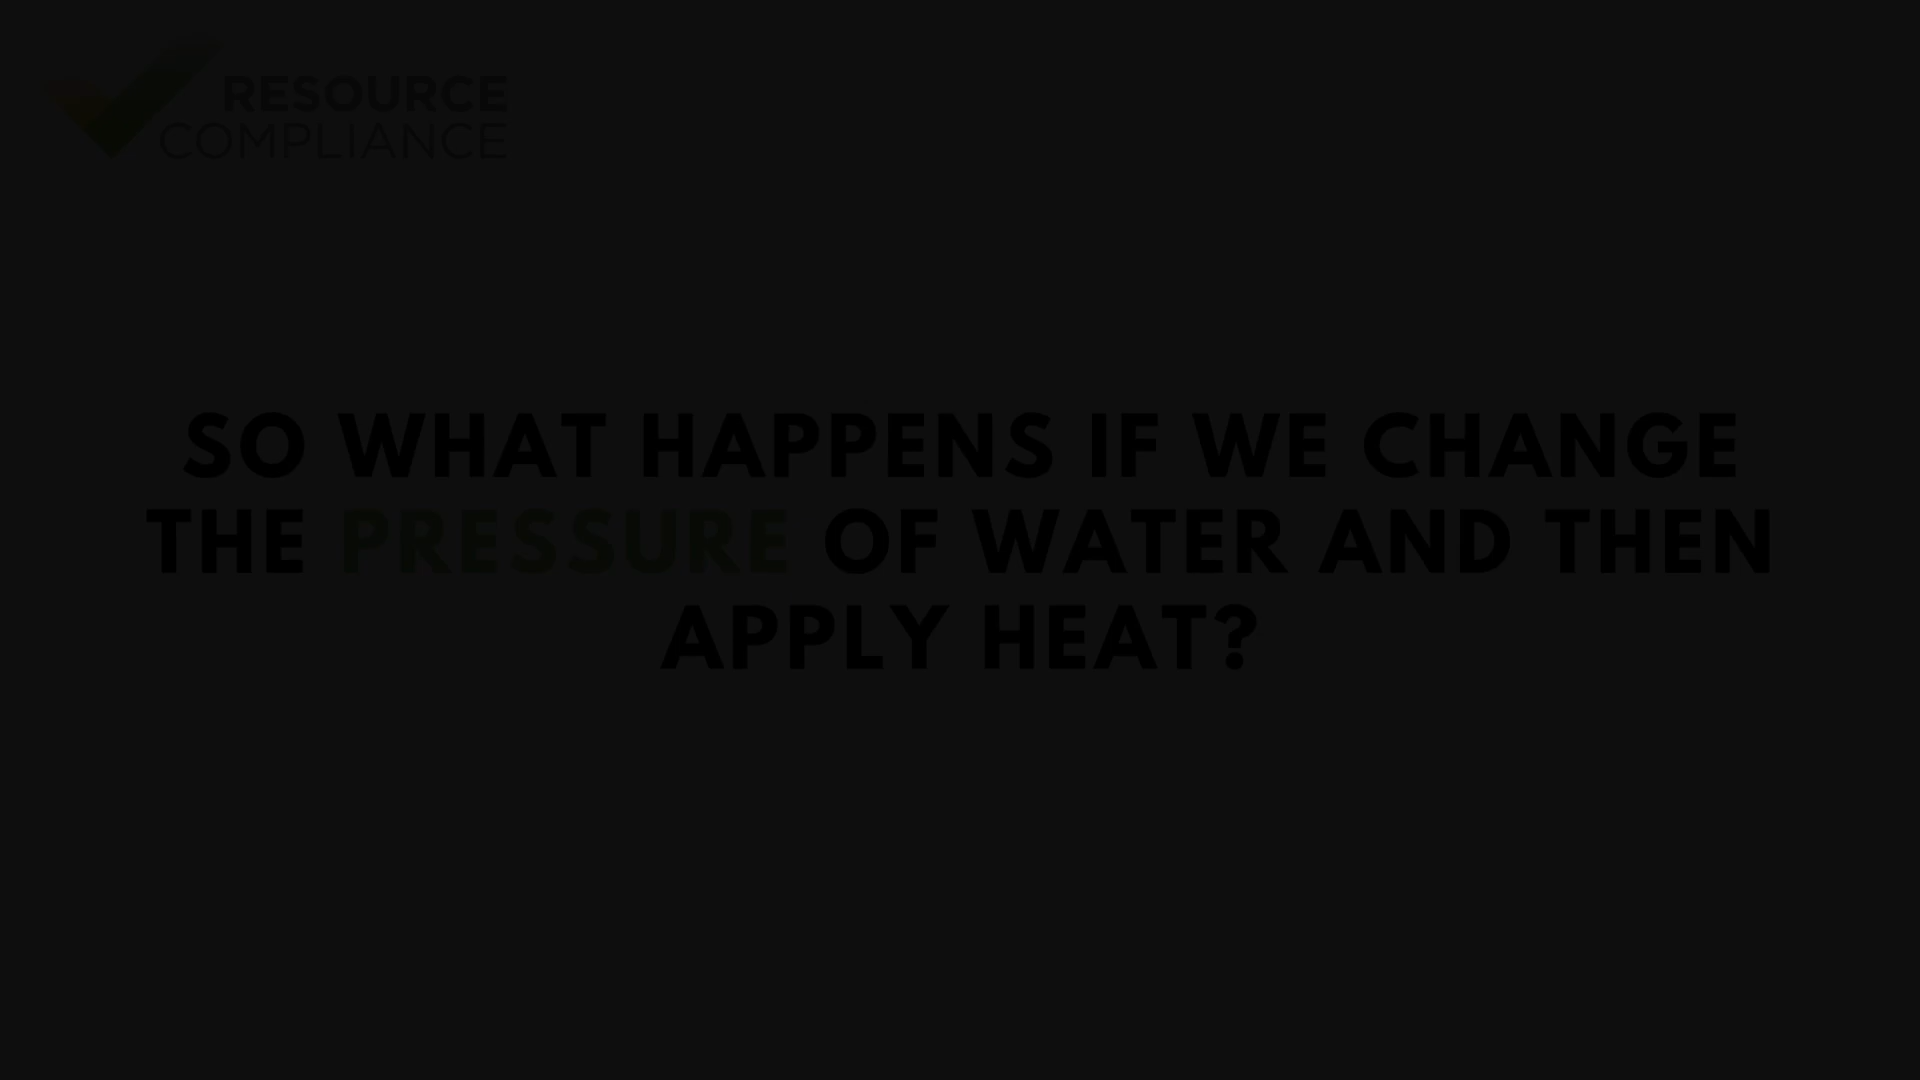 RESOURCE
COMPLIANCE
SO WHAT HAPPENS IF WE CHANGE
THE PRESSURE OF WATER AND THEN
APPLY HEAT?